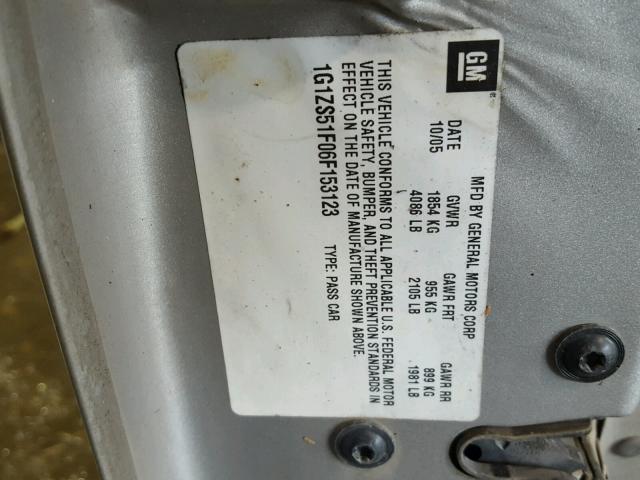 GM
MFD BY GENERAL MOTORS CORP
DATE GVWR GAWR FRT GAWR RR
10/05 1854 KG 955 KG 899 KG
4086 LB 2105 LB 1981 LB
THIS VEHICLE CONFORMS TO ALL APPLICABLE U.S. FEDERAL MOTOR
VEHICLE SAFETY, BUMPER, AND THEFT PREVENTION STANDARDS IN
EFFECT ON THE DATE OF MANUFACTURE SHOWN ABOVE.
1G1ZS51F06F153123 TYPE: PASS CAR